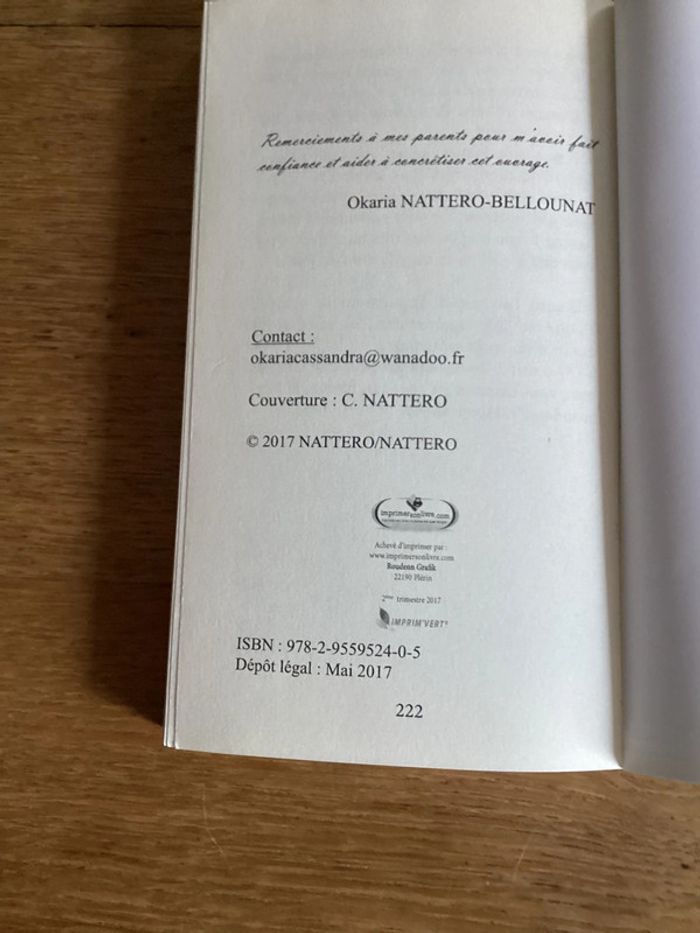 Remerciements à mes parents pour m'avoir fait
confiance et aider à concrétiser cet ouvrage.
Okaria NATTERO-BELLOUNAT
Contact :
okariacassandra@wanadoo.fr
Couverture : C. NATTERO
© 2017 NATTERO/NATTERO
imprimersonlivre.com
Achevé d'imprimer par :
www.imprimersonlivre.com
Roudenn Grafik
22190 Plérin
2ème trimestre 2017
IMPRIM'VERT®
ISBN : 978-2-9559524-0-5
Dépôt légal : Mai 2017
222